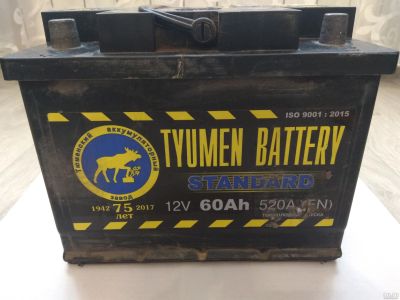 ISO 9001 : 2015
Тюменский аккумуляторный завод
TYUMEN BATTERY
STANDARD
1942 75 2017
лет
12V 60Ah 520A (EN)